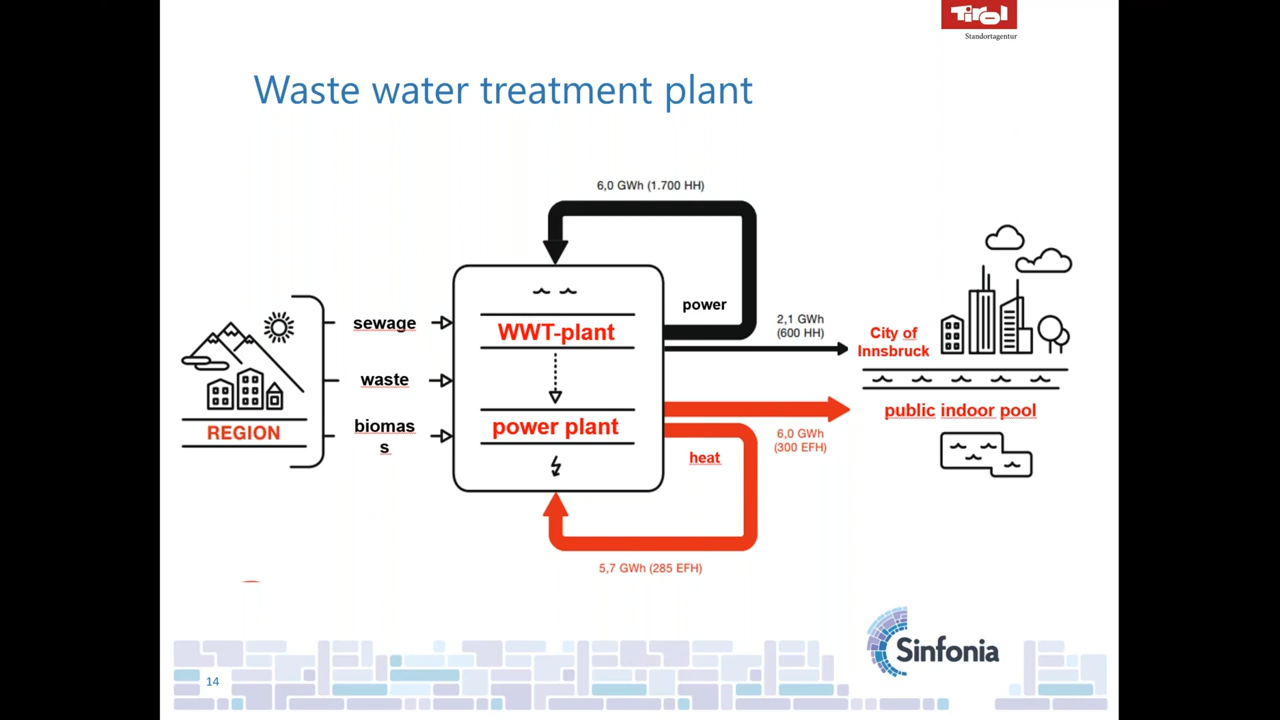 Tirol
Standortagentur
Waste water treatment plant
6,0 GWh (1.700 HH)
sewage
waste
biomas
s
REGION
WWT-plant
power plant
power
2,1 GWh
(600 HH)
City of
Innsbruck
public indoor pool
6,0 GWh
(300 EFH)
heat
5,7 GWh (285 EFH)
Sinfonia
14